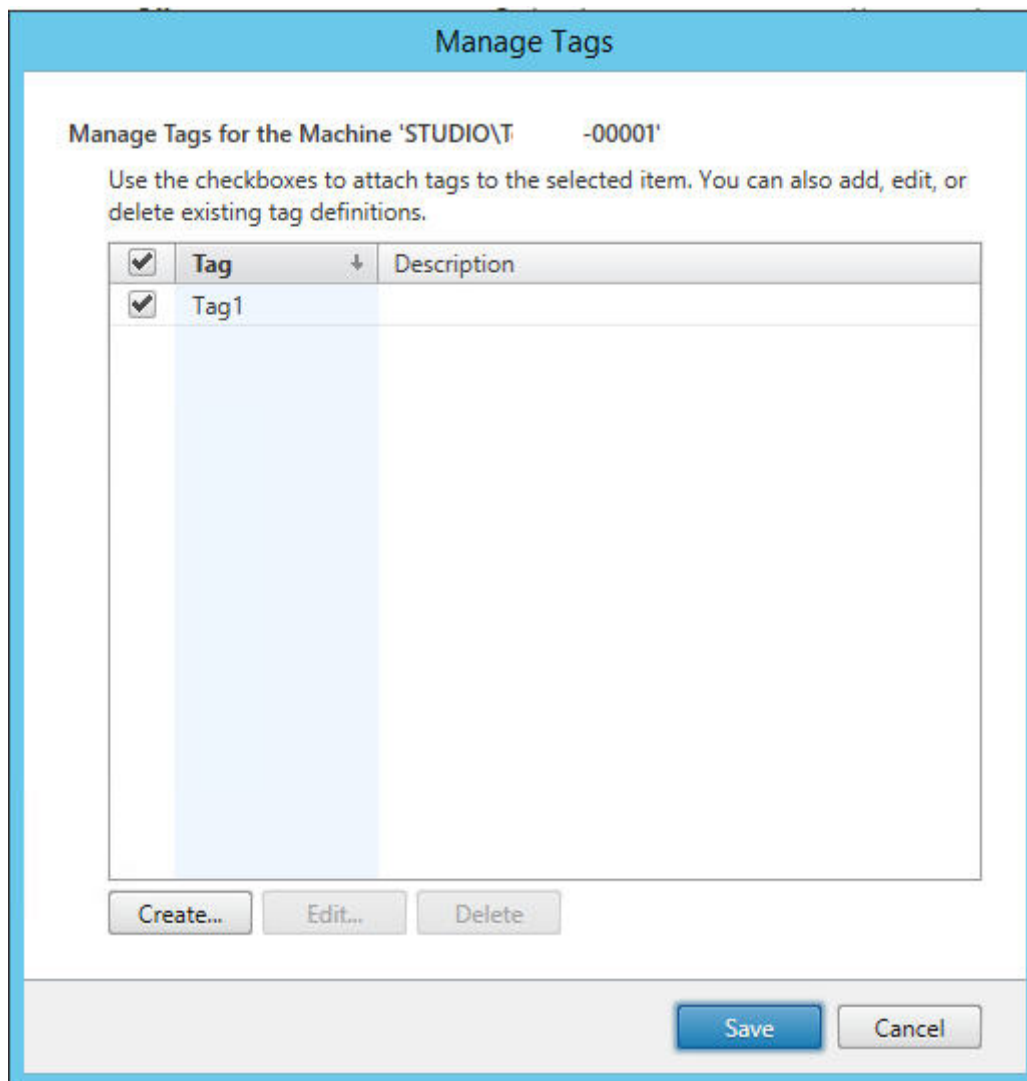 Manage Tags
Manage Tags for the Machine 'STUDIO\T -00001'
Use the checkboxes to attach tags to the selected item. You can also add, edit, or
delete existing tag definitions.
Tag Description
Tag1
Create... Edit... Delete
Save Cancel